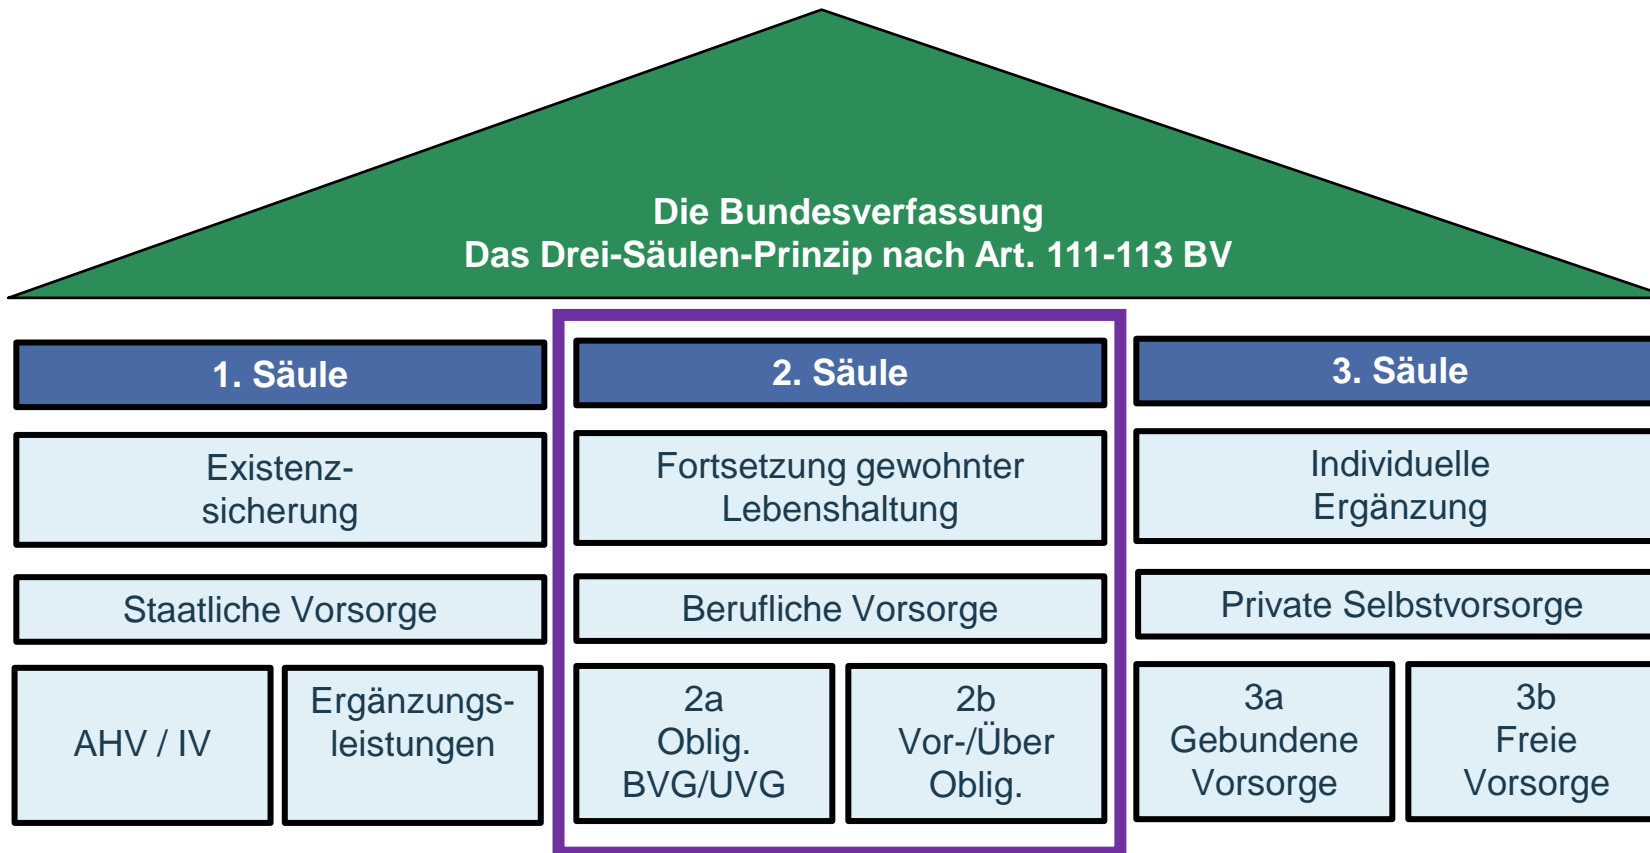 Die Bundesverfassung
Das Drei-Säulen-Prinzip nach Art. 111-113 BV
1. Säule
2. Säule
3. Säule
Existenz-
sicherung
Fortsetzung gewohnter
Lebenshaltung
Individuelle
Ergänzung
Staatliche Vorsorge
Berufliche Vorsorge
Private Selbstvorsorge
AHV / IV
Ergänzungs-
leistungen
2a
Oblig.
BVG/UVG
2b
Vor-/Über
Oblig.
3a
Gebundene
Vorsorge
3b
Freie
Vorsorge